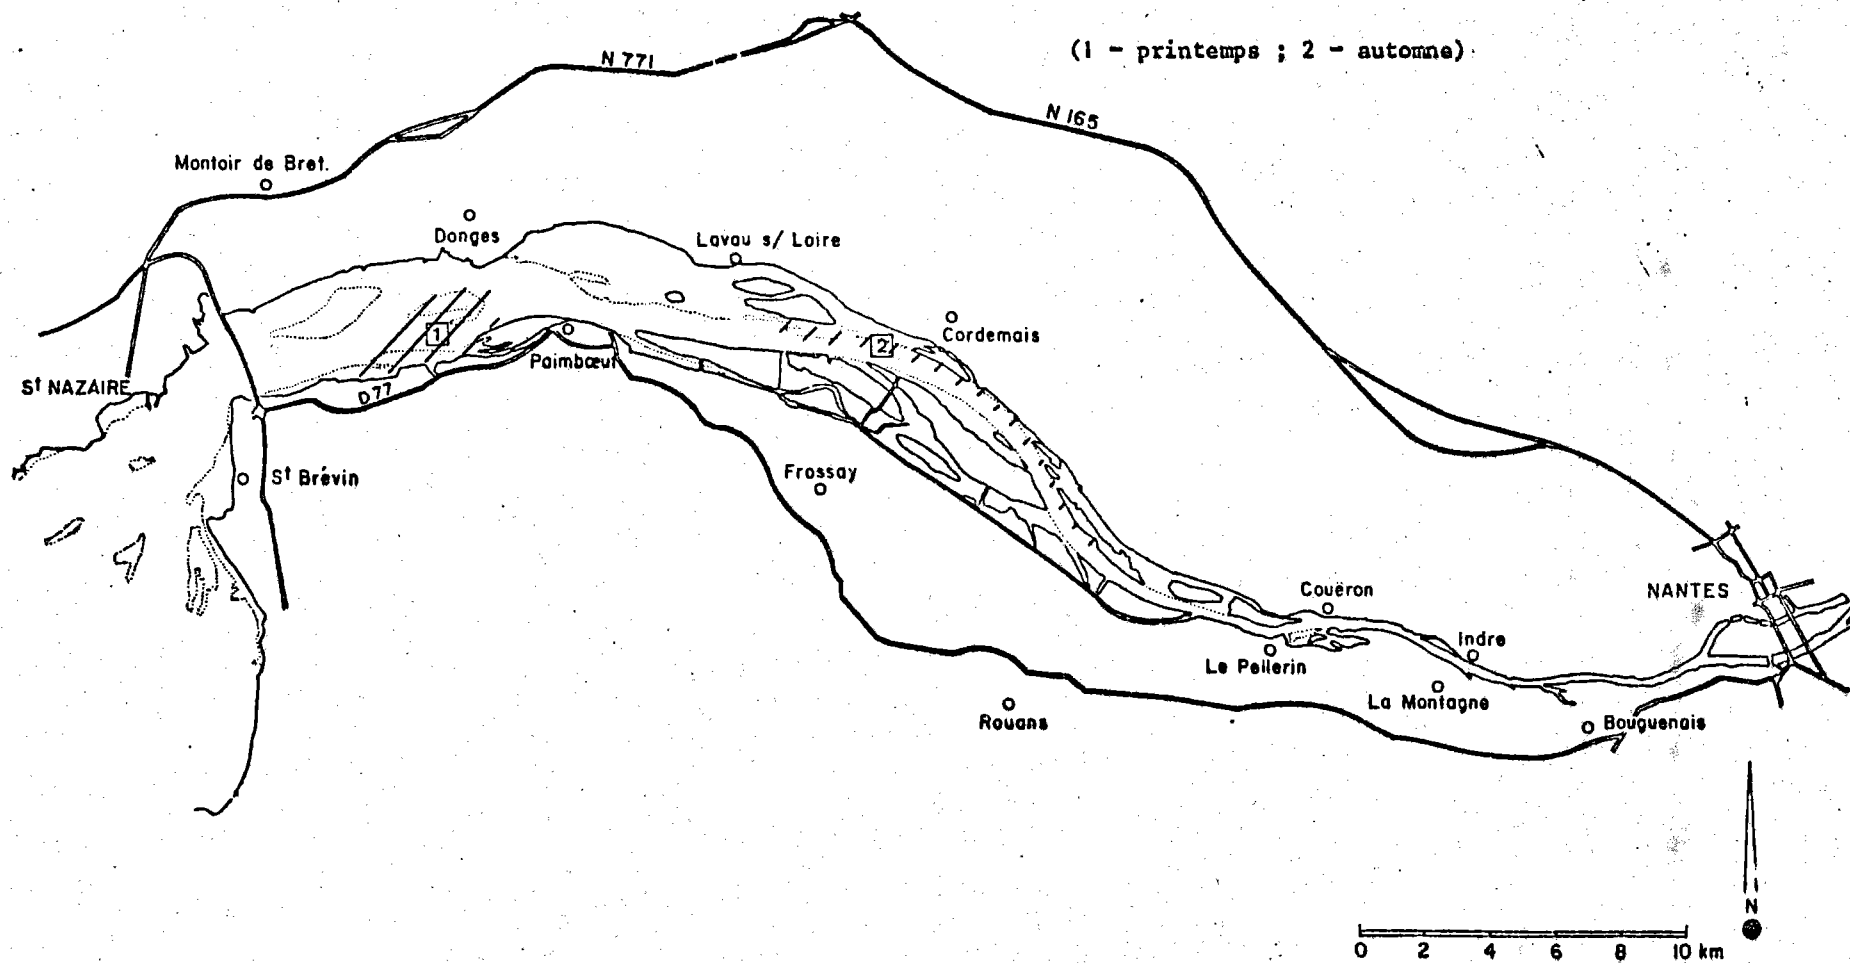 (1 - printemps ; 2 - automne)
N 771
N 165
Montoir de Bret.
Donges
Lavau s/ Loire
1
2
Cordemais
Paimbœuf
St NAZAIRE
D 77
St Brévin
Frossay
Couëron
NANTES
Indre
Le Pellerin
La Montagne
Rouans
Bouguenais
N
0 2 4 6 8 10 km